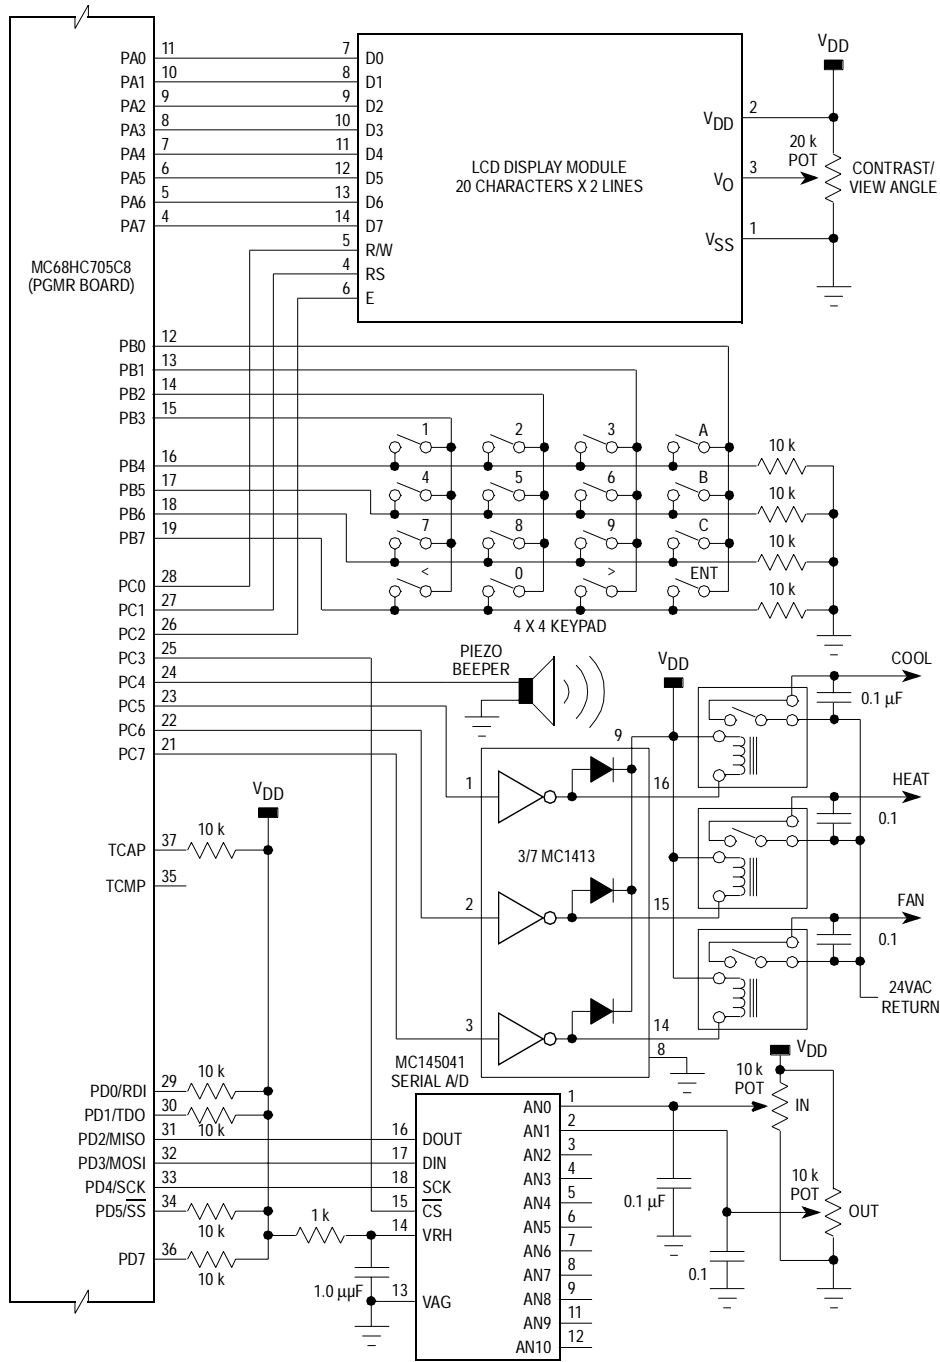 MC68HC705C8
(PGMR BOARD)
PA0 11 7 D0
PA1 10 8 D1
PA2 9 9 D2
PA3 8 10 D3
PA4 7 11 D4
PA5 6 12 D5
PA6 5 13 D6
PA7 4 14 D7
5 R/W
4 RS
6 E
LCD DISPLAY MODULE
20 CHARACTERS X 2 LINES
VDD 2
VO 3
VSS 1
VDD
20 k
POT
CONTRAST/
VIEW ANGLE
PB0 12
PB1 13
PB2 14
PB3 15
PB4 16
PB5 17
PB6 18
PB7 19
1 2 3 A
4 5 6 B
7 8 9 C
< 0 > ENT
10 k
10 k
10 k
10 k
4 X 4 KEYPAD
PC0 28
PC1 27
PC2 26
PC3 25
PC4 24
PC5 23
PC6 22
PC7 21
PIEZO
BEEPER
VDD
COOL
0.1 µF
HEAT
0.1
FAN
0.1
24VAC
RETURN
9
1 16
3/7 MC1413
2 15
3 14
8
VDD
TCAP 37 10 k
TCMP 35
PD0/RDI 29 10 k
PD1/TDO 30 10 k
PD2/MISO 31
PD3/MOSI 32
PD4/SCK 33
PD5/SS 34 10 k
PD7 36 10 k
1 k
1.0 µµF
MC145041
SERIAL A/D
16 DOUT
17 DIN
18 SCK
15 CS
14 VRH
13 VAG
AN0 1
AN1 2
AN2 3
AN3 4
AN4 5
AN5 6
AN6 7
AN7 8
AN8 9
AN9 11
AN10 12
VDD
10 k
POT
IN
0.1 µF
10 k
POT
OUT
0.1